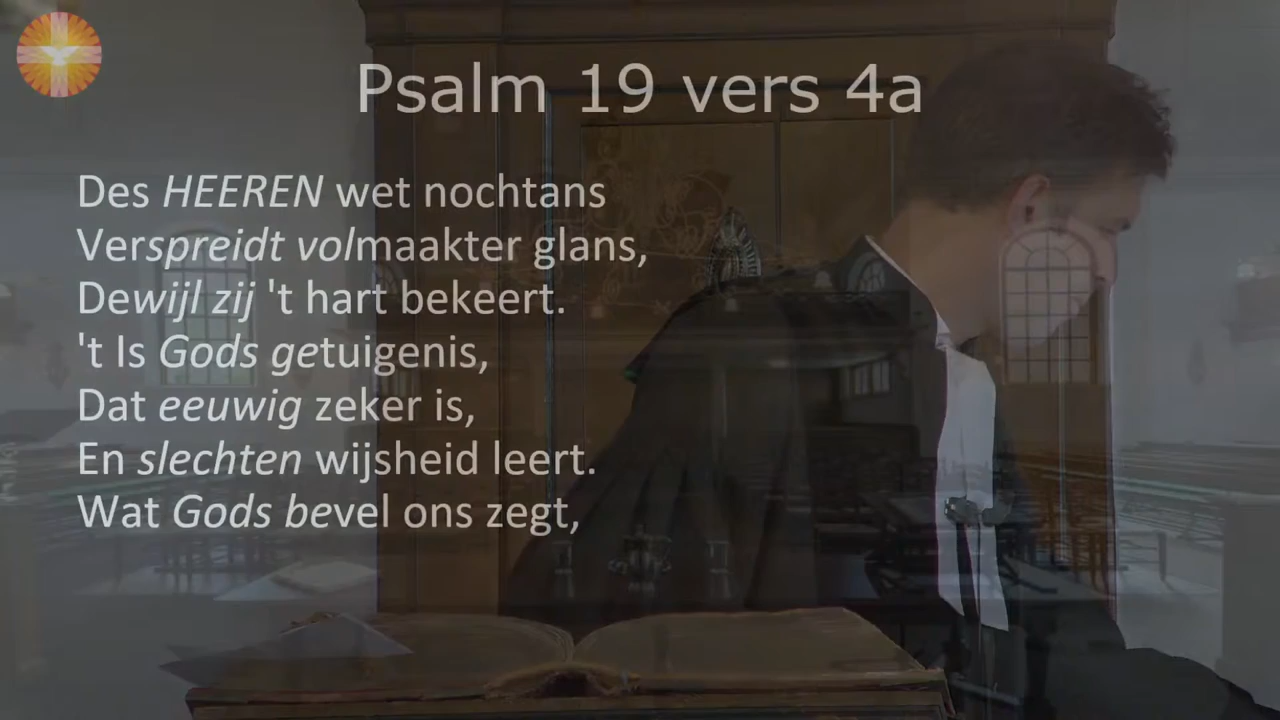 Psalm 19 vers 4a
Des HEEREN wet nochtans
Verspreidt volmaakter glans,
Dewijl zij 't hart bekeert.
't Is Gods getuigenis,
Dat eeuwig zeker is,
En slechten wijsheid leert.
Wat Gods bevel ons zegt,